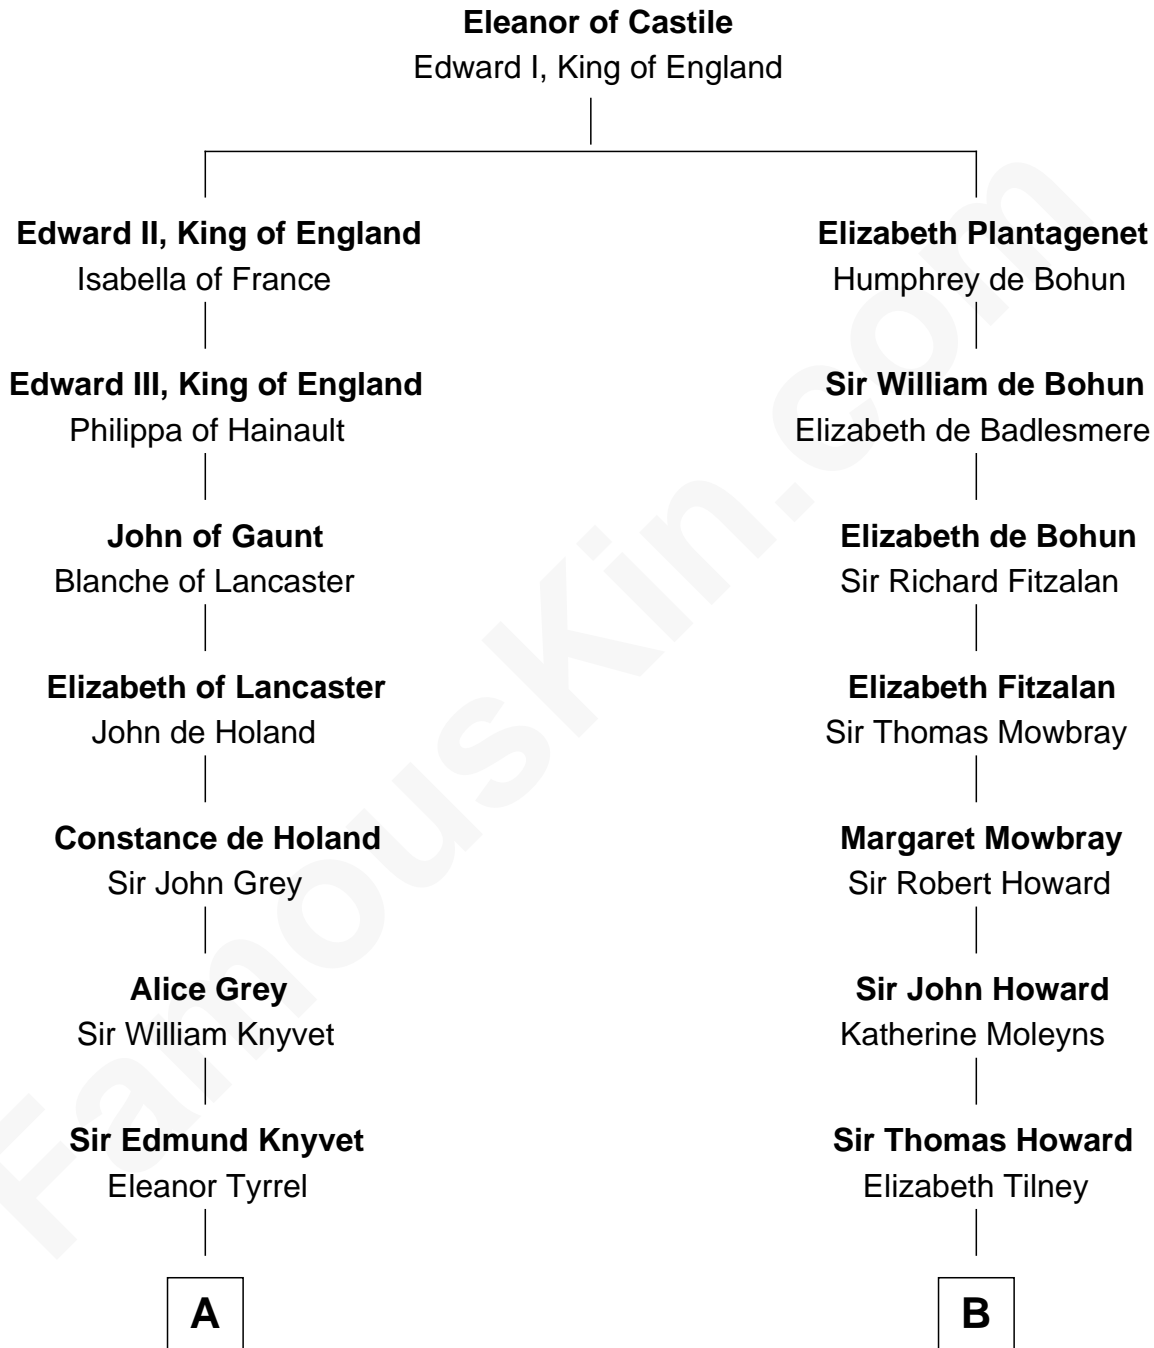 Eleanor of Castile
Edward I, King of England
Edward II, King of England
Isabella of France
Edward III, King of England
Philippa of Hainault
John of Gaunt
Blanche of Lancaster
Elizabeth of Lancaster
John de Holand
Constance de Holand
Sir John Grey
Alice Grey
Sir William Knyvet
Sir Edmund Knyvet
Eleanor Tyrrel
A
Elizabeth Plantagenet
Humphrey de Bohun
Sir William de Bohun
Elizabeth de Badlesmere
Elizabeth de Bohun
Sir Richard Fitzalan
Elizabeth Fitzalan
Sir Thomas Mowbray
Margaret Mowbray
Sir Robert Howard
Sir John Howard
Katherine Moleyns
Sir Thomas Howard
Elizabeth Tilney
B
FamousKin.com